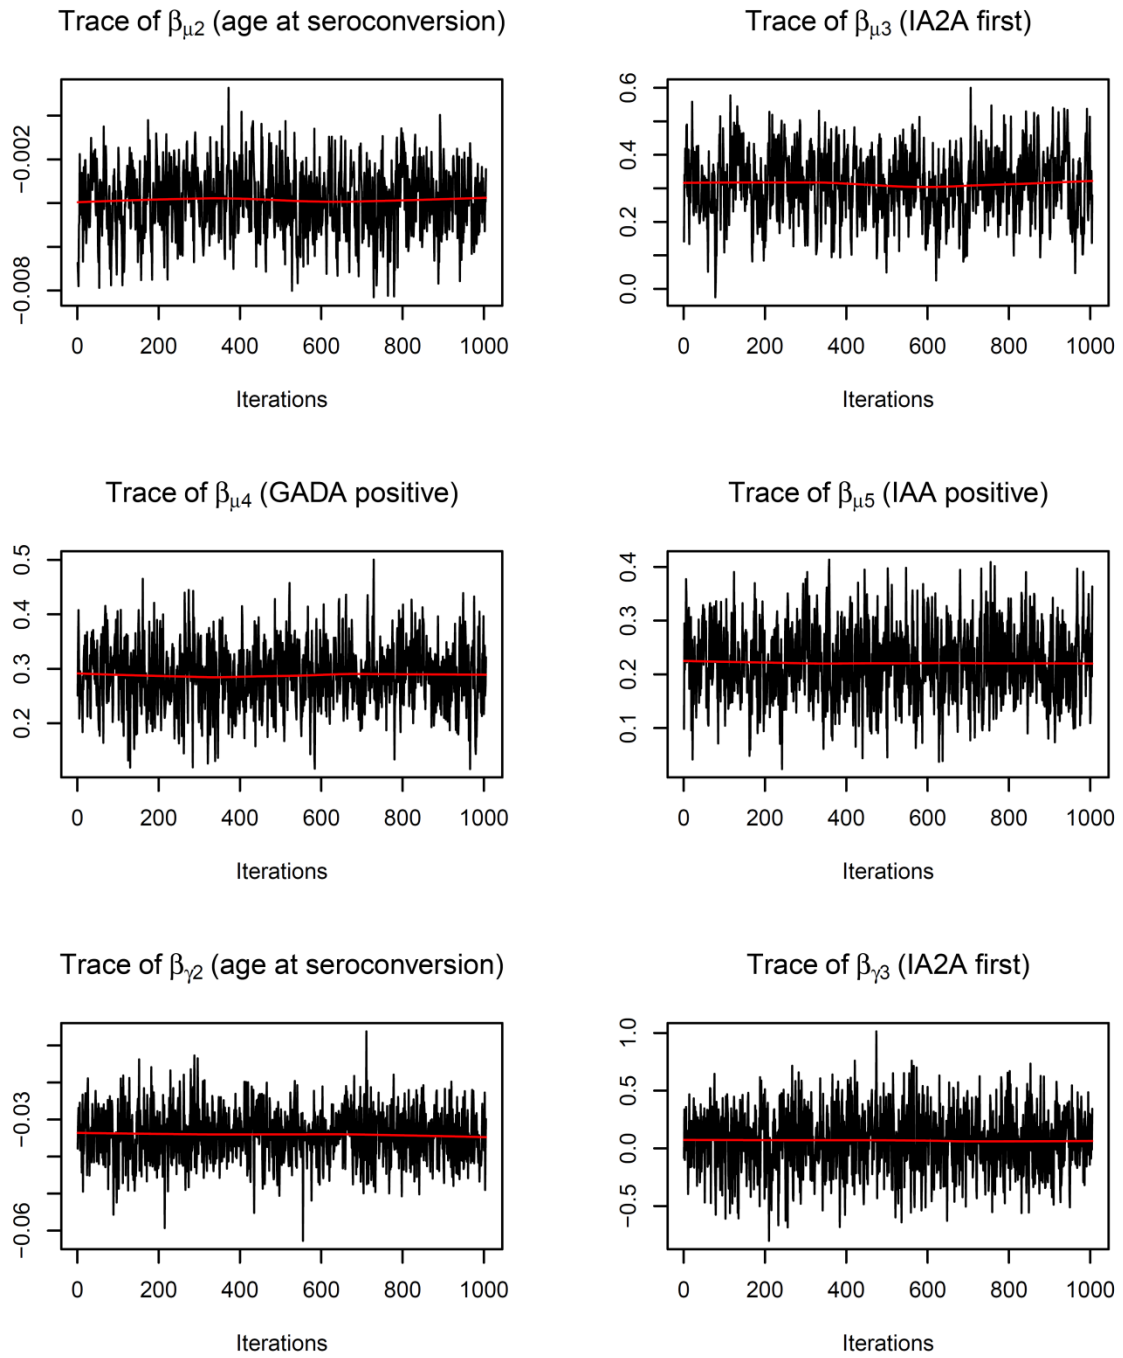 Trace of βμ2 (age at seroconversion)
Trace of βμ3 (IA2A first)
−0.002
−0.008
0 200 400 600 800 1000
Iterations
0.6
0.4
0.2
0.0
0 200 400 600 800 1000
Iterations
Trace of βμ4 (GADA positive)
Trace of βμ5 (IAA positive)
0.5
0.4
0.3
0.2
0 200 400 600 800 1000
Iterations
0.4
0.3
0.2
0.1
0 200 400 600 800 1000
Iterations
Trace of βγ2 (age at seroconversion)
Trace of βγ3 (IA2A first)
−0.03
−0.06
0 200 400 600 800 1000
Iterations
1.0
0.5
0.0
−0.5
0 200 400 600 800 1000
Iterations